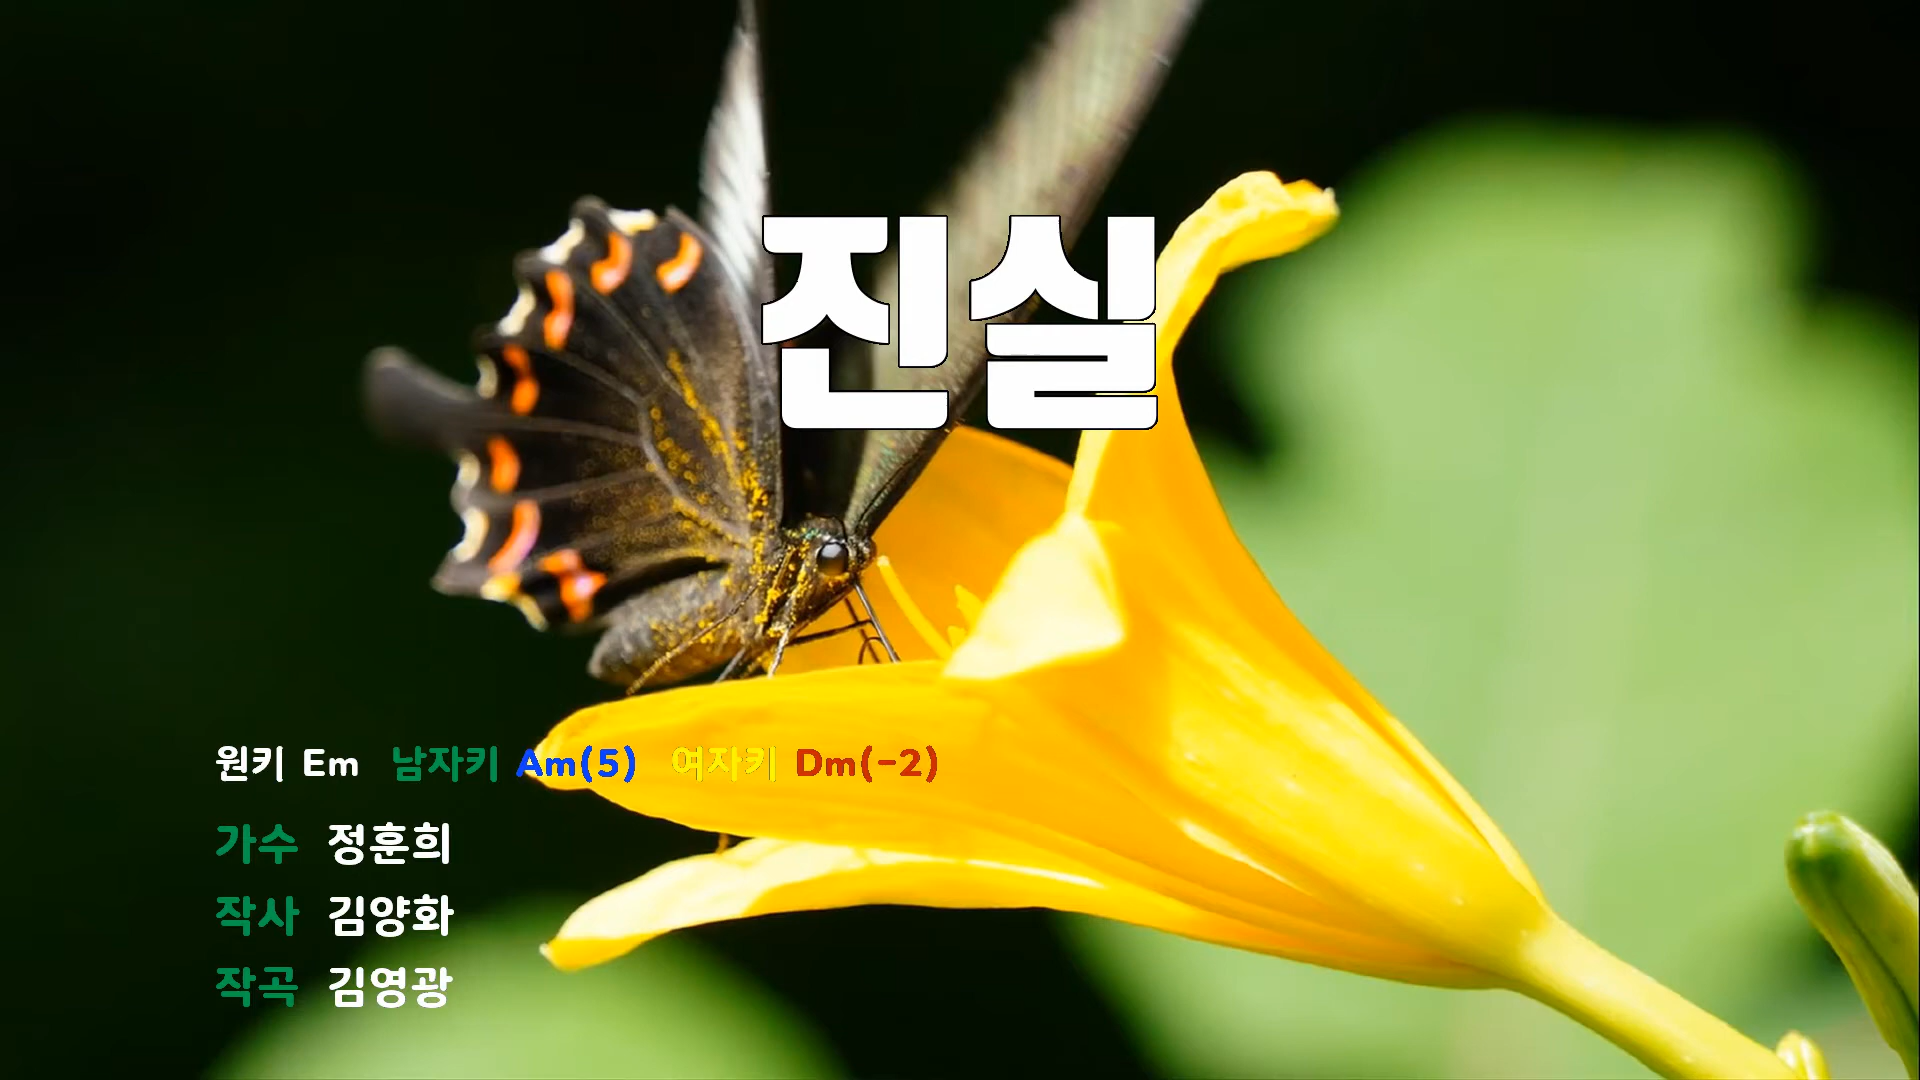 진실
원키 Em 남자키 Am(5) 여자키 Dm(-2)
가수 정훈희
작사 김양화
작곡 김영광